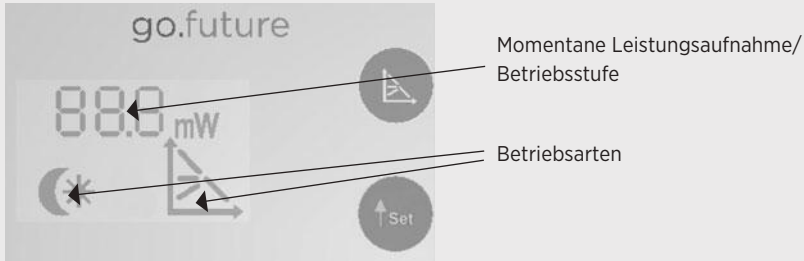 go.future
Momentane Leistungsaufnahme/
Betriebsstufe
88.8 mW
Betriebsarten
Set